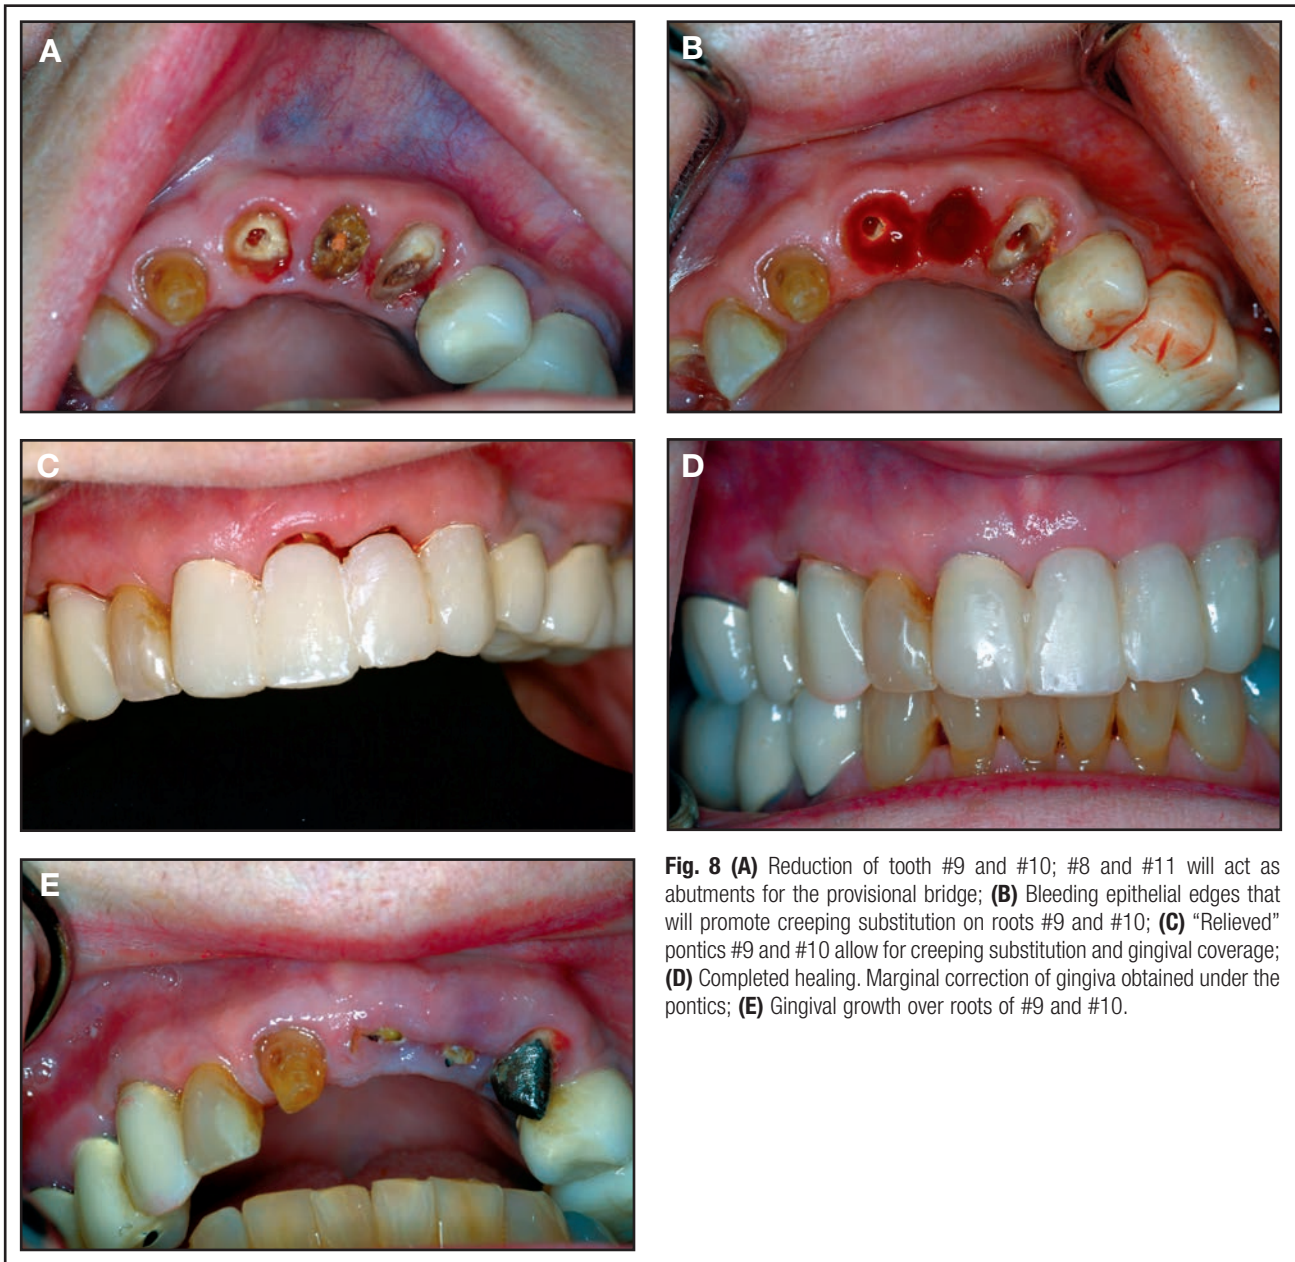 A
B
C
D
E
Fig. 8 (A) Reduction of tooth #9 and #10; #8 and #11 will act as
abutments for the provisional bridge; (B) Bleeding epithelial edges that
will promote creeping substitution on roots #9 and #10; (C) “Relieved”
pontics #9 and #10 allow for creeping substitution and gingival coverage;
(D) Completed healing. Marginal correction of gingiva obtained under the
pontics; (E) Gingival growth over roots of #9 and #10.